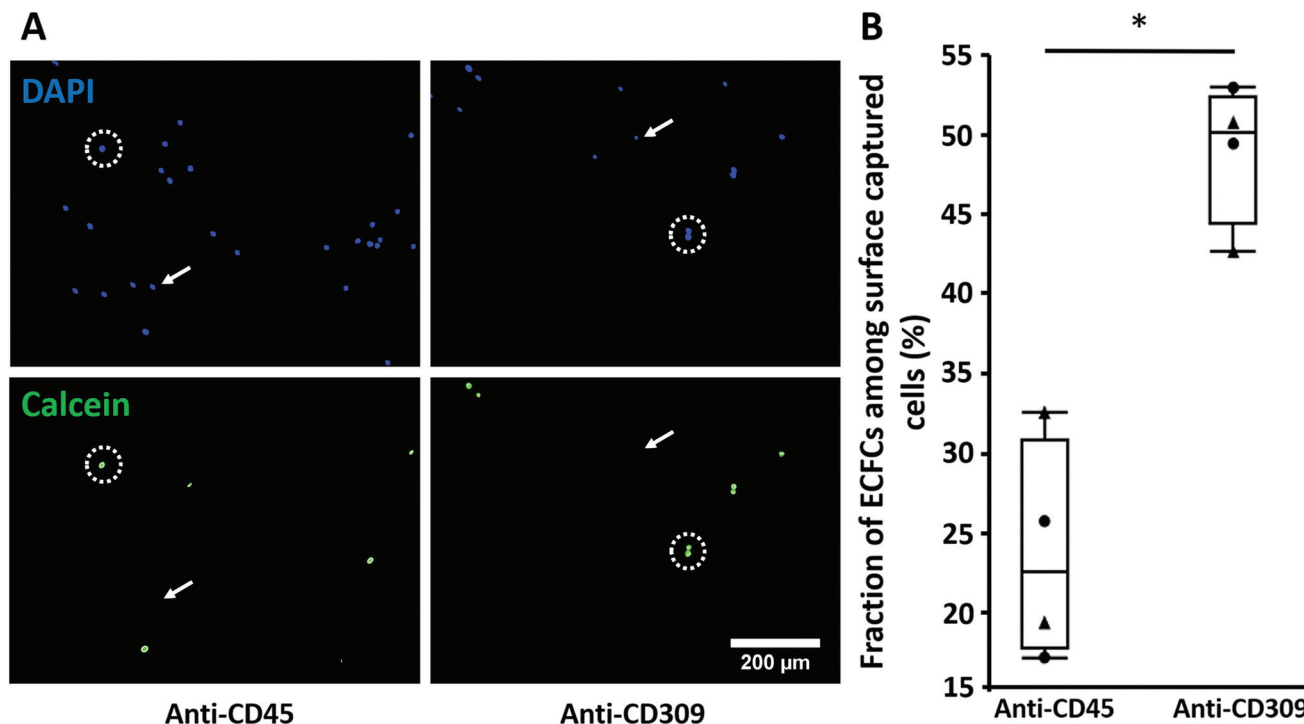 A
DAPI
Calcein
200 µm
Anti-CD45
Anti-CD309
B
*
Fraction of ECFCs among surface captured
cells (%)
55
50
45
40
35
30
25
20
15
Anti-CD45
Anti-CD309